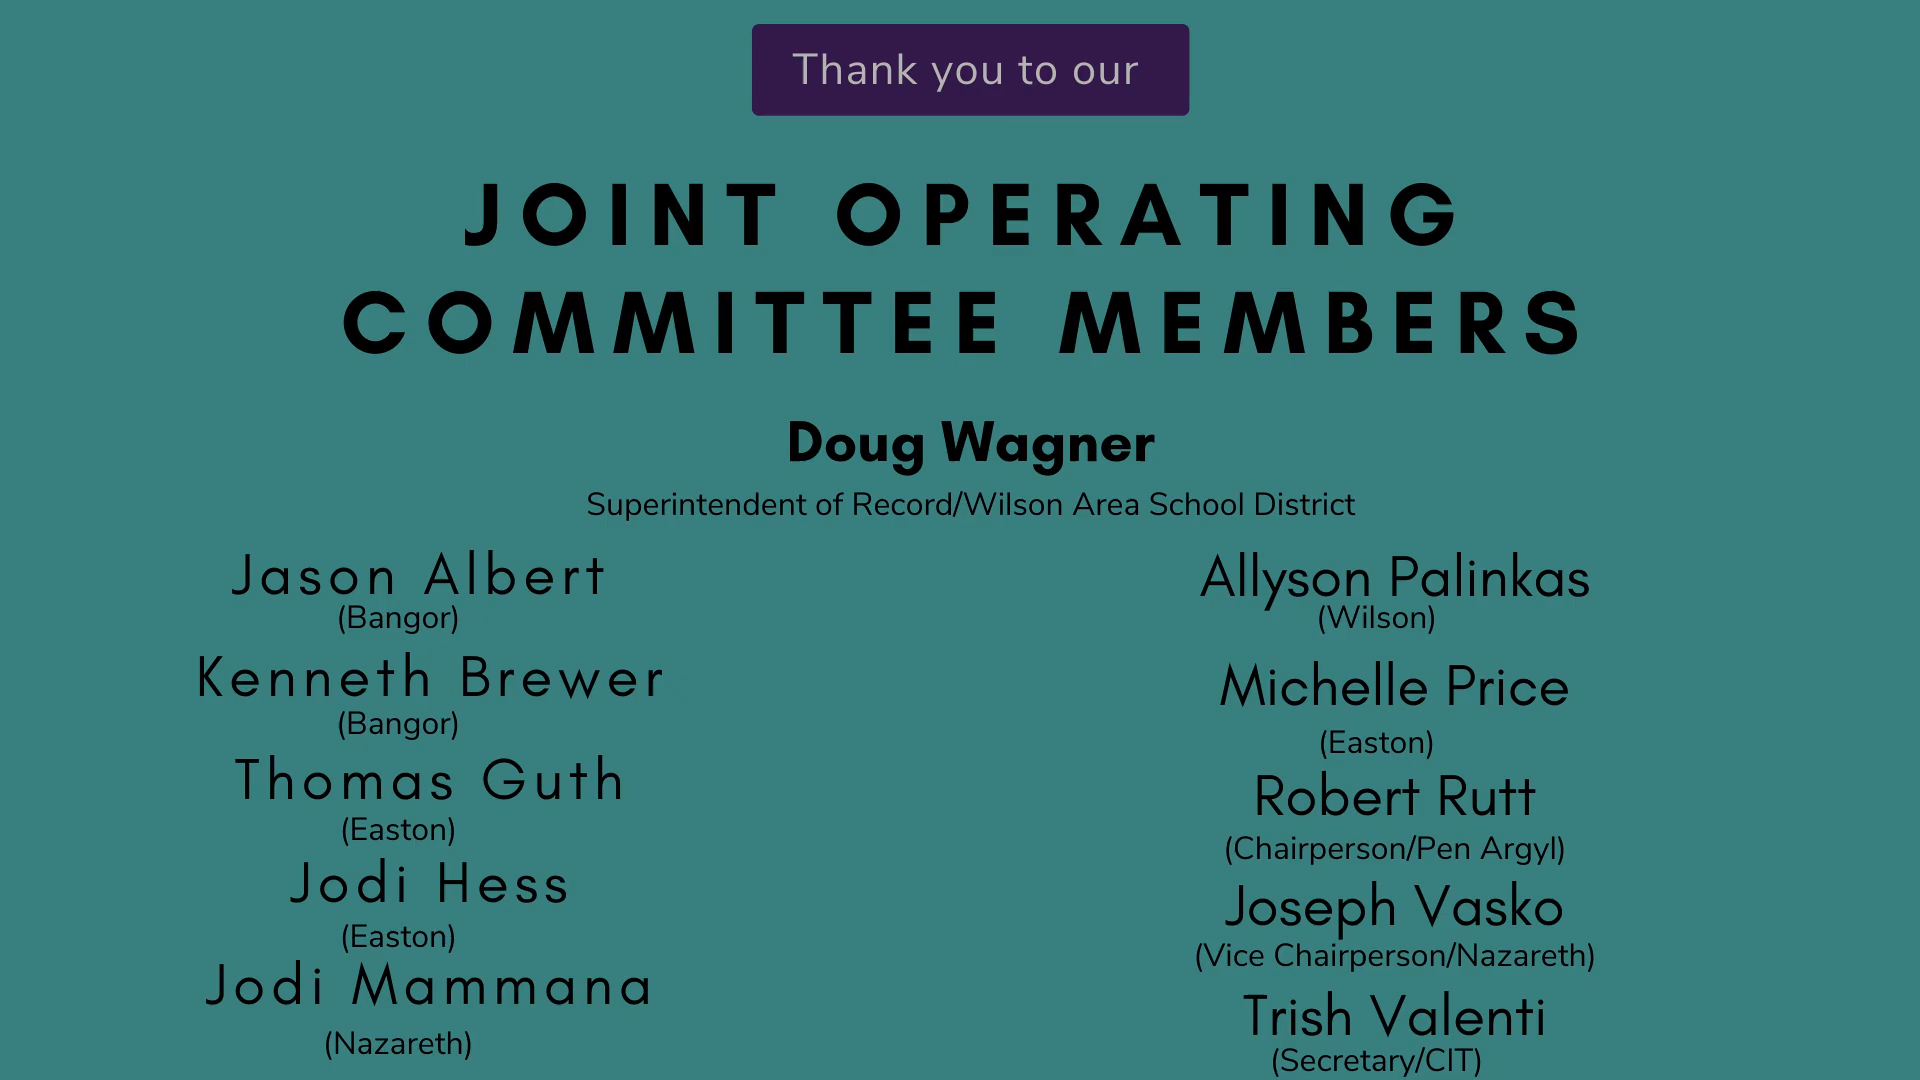 Thank you to our
JOINT OPERATING
COMMITTEE MEMBERS
Doug Wagner
Superintendent of Record/Wilson Area School District
Jason Albert
(Bangor)
Kenneth Brewer
(Bangor)
Thomas Guth
(Easton)
Jodi Hess
(Easton)
Jodi Mammana
(Nazareth)
Allyson Palinkas
(Wilson)
Michelle Price
(Easton)
Robert Rutt
(Chairperson/Pen Argyl)
Joseph Vasko
(Vice Chairperson/Nazareth)
Trish Valenti
(Secretary/CIT)